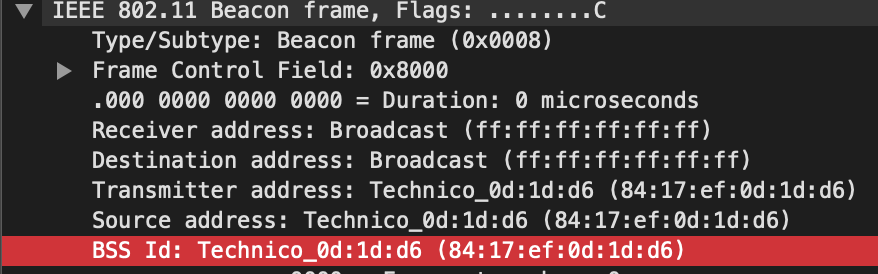 IEEE 802.11 Beacon frame, Flags: ........C
Type/Subtype: Beacon frame (0x0008)
Frame Control Field: 0x8000
.000 0000 0000 0000 = Duration: 0 microseconds
Receiver address: Broadcast (ff:ff:ff:ff:ff:ff)
Destination address: Broadcast (ff:ff:ff:ff:ff:ff)
Transmitter address: Technico_0d:1d:d6 (84:17:ef:0d:1d:d6)
Source address: Technico_0d:1d:d6 (84:17:ef:0d:1d:d6)
BSS Id: Technico_0d:1d:d6 (84:17:ef:0d:1d:d6)